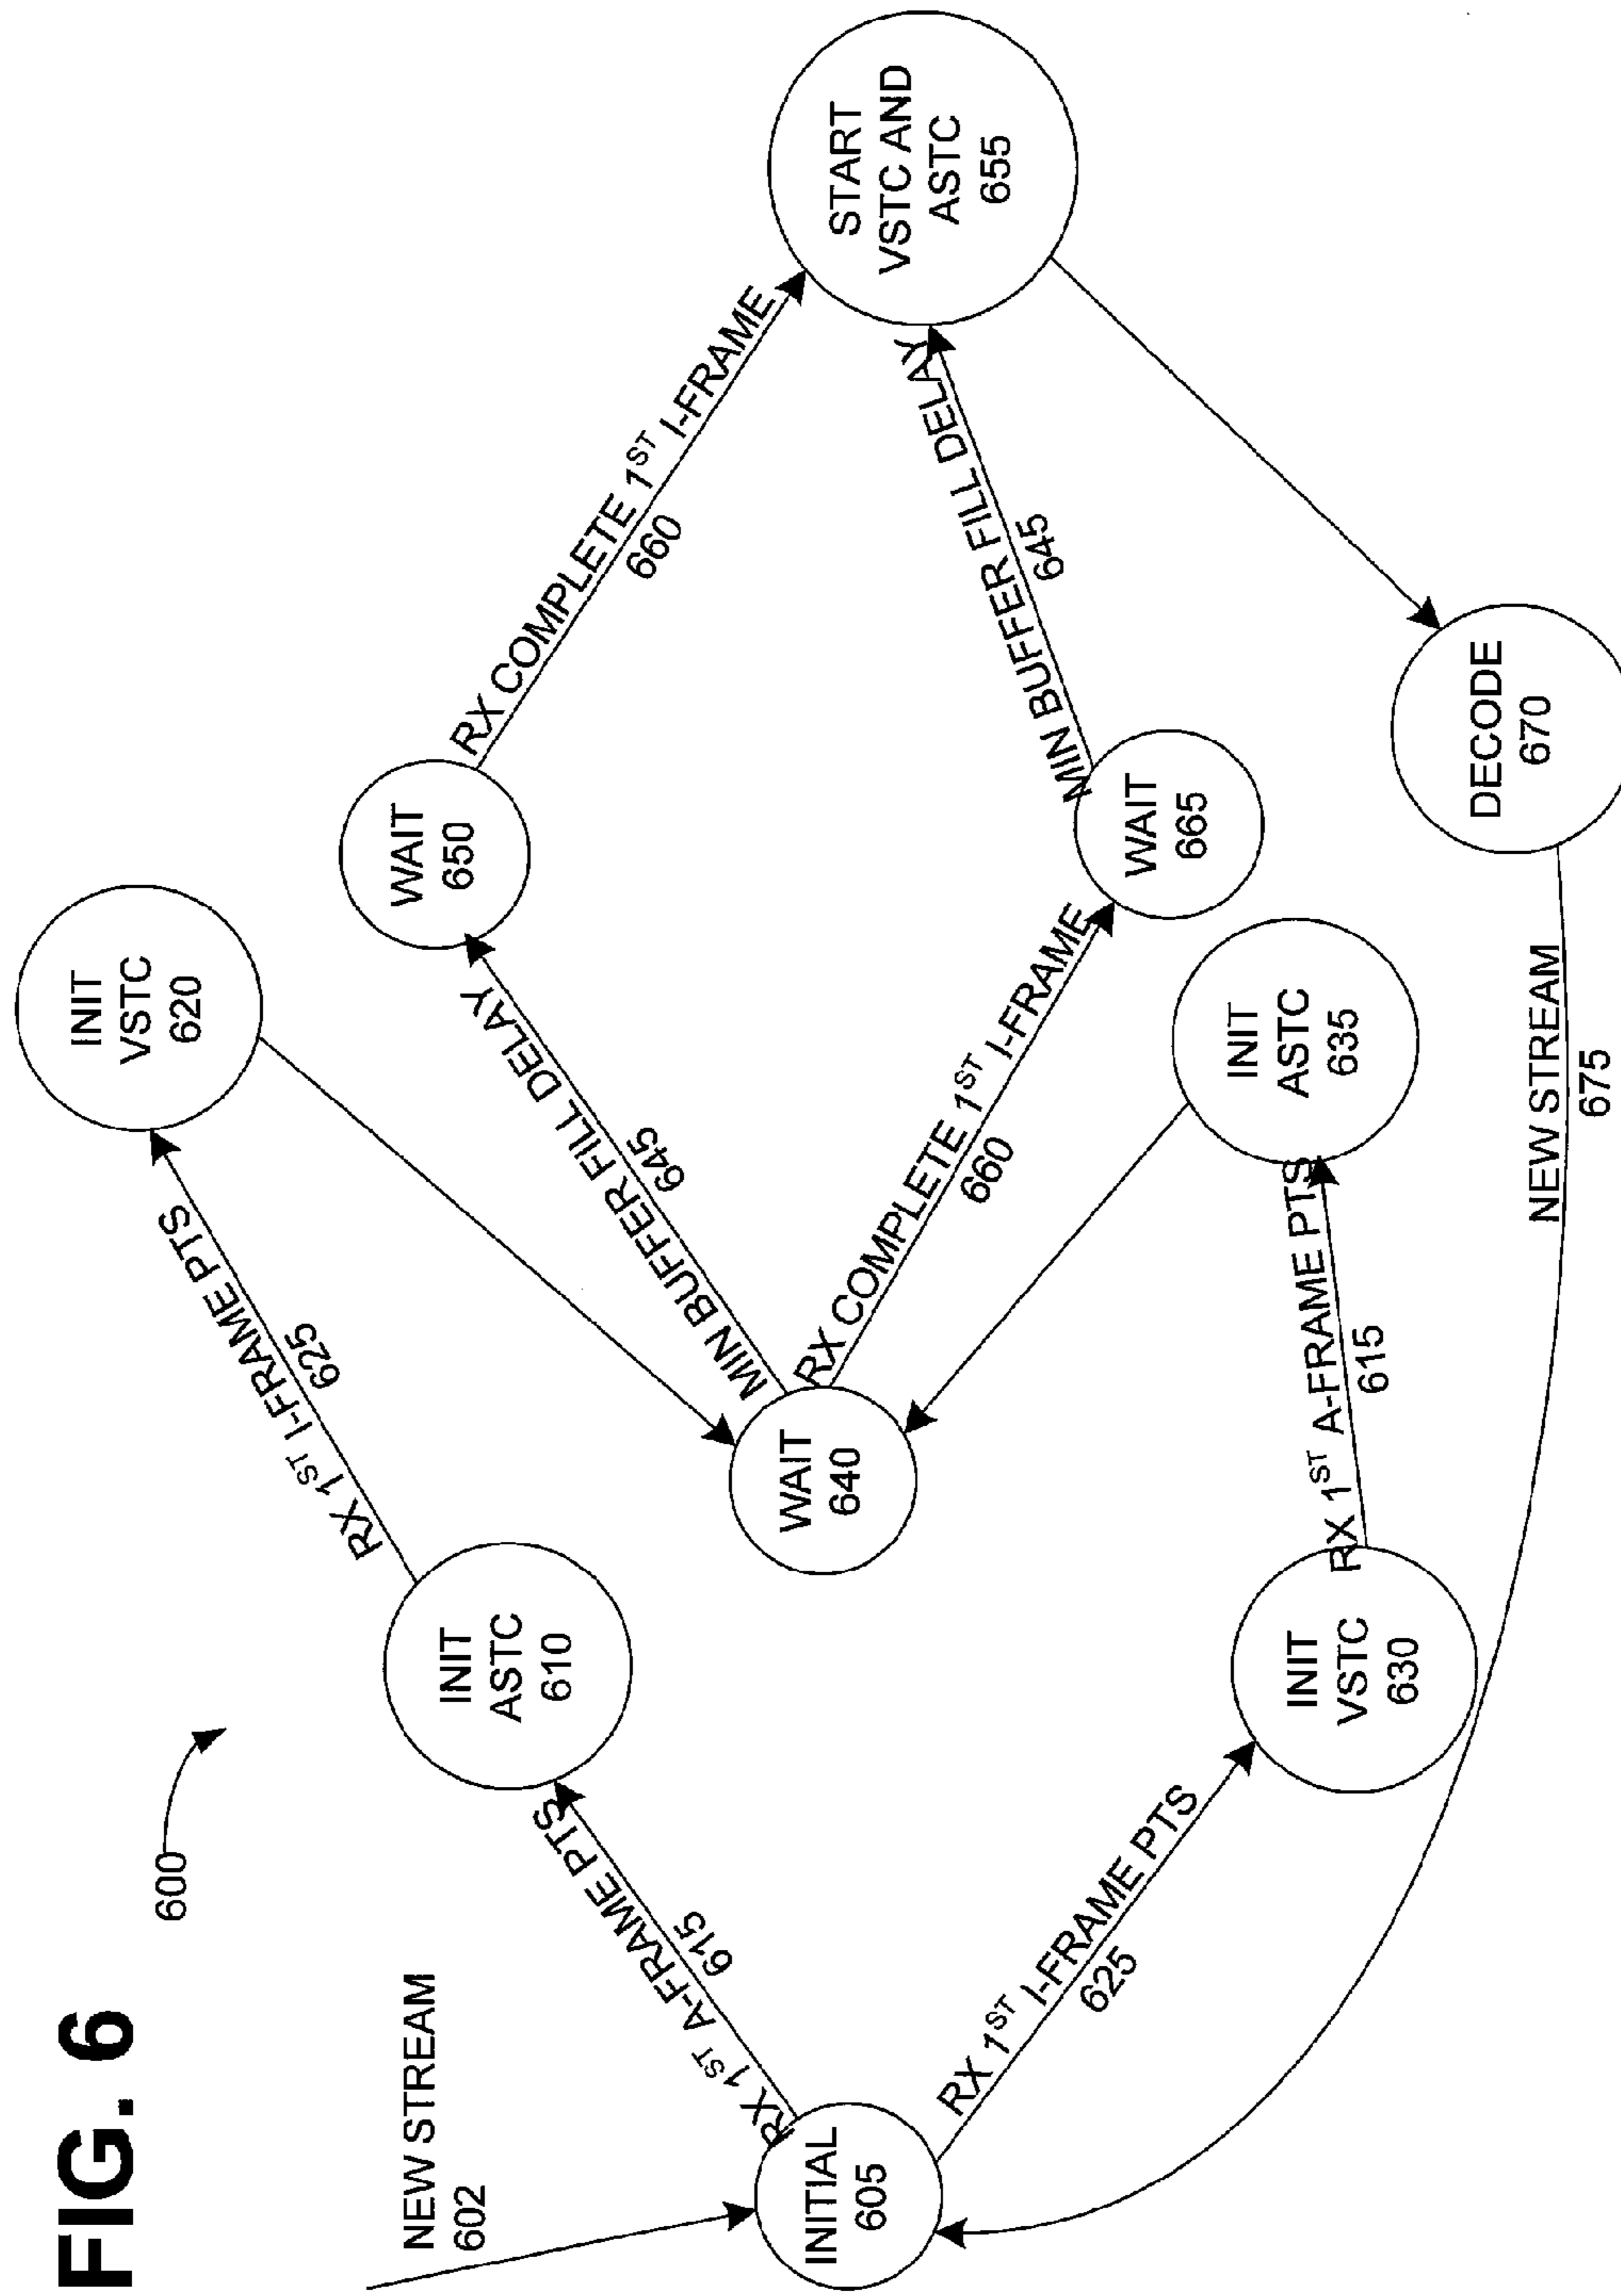 FIG. 6
600
NEW STREAM
602
INITIAL
605
RX 1ST A-FRAME PTS
615
INIT
ASTC
610
RX 1ST I-FRAME PTS
625
INIT
VSTC
620
RX 1ST I-FRAME PTS
625
INIT
VSTC
630
RX 1ST A-FRAME PTS
615
INIT
ASTC
635
WAIT
640
MIN BUFFER FILL DELAY
645
WAIT
650
RX COMPLETE 1ST I-FRAME
660
RX COMPLETE 1ST I-FRAME
660
WAIT
665
MIN BUFFER FILL DELAY
645
START
VSTC AND
ASTC
655
DECODE
670
NEW STREAM
675